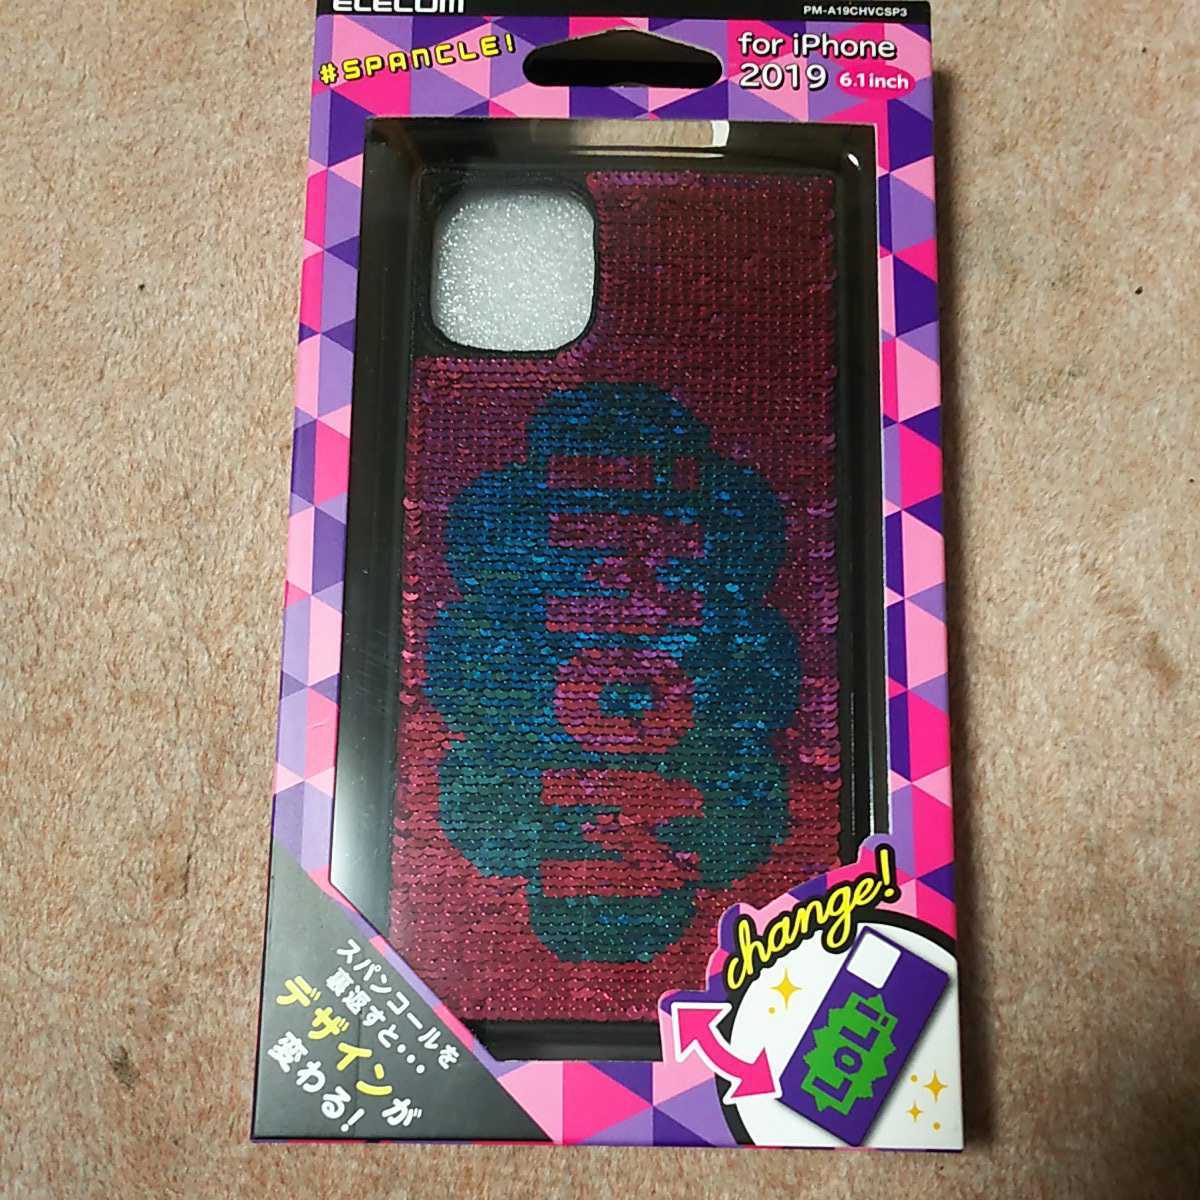 ELECOM
PM-A19CHVCSP3
#SPANCLE!
for iPhone
2019 6.1inch
change!
LOL!
スパンコールを
裏返すと...
デザインが
変わる!